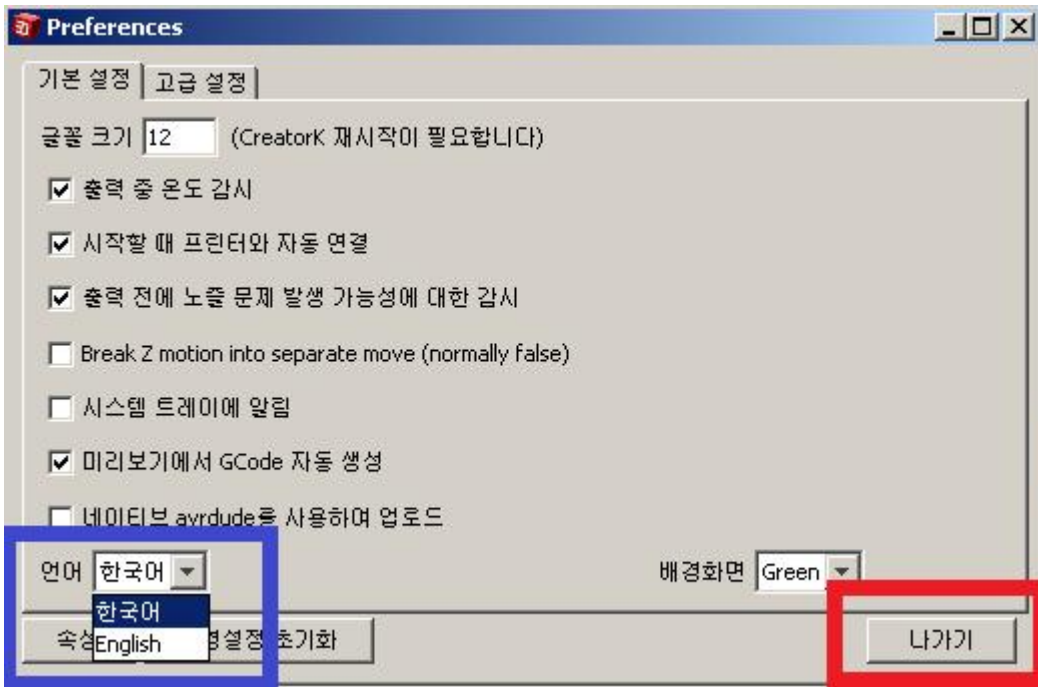 Preferences
기본 설정 고급 설정
글꼴 크기 12 (CreatorK 재시작이 필요합니다)
출력 중 온도 감시
시작할 때 프린터와 자동 연결
출력 전에 노즐 문제 발생 가능성에 대한 감시
Break Z motion into separate move (normally false)
시스템 트레이에 알림
미리보기에서 GCode 자동 생성
네이티브 avrdude를 사용하여 업로드
언어 한국어 배경화면 Green
한국어
English
초기화 나가기